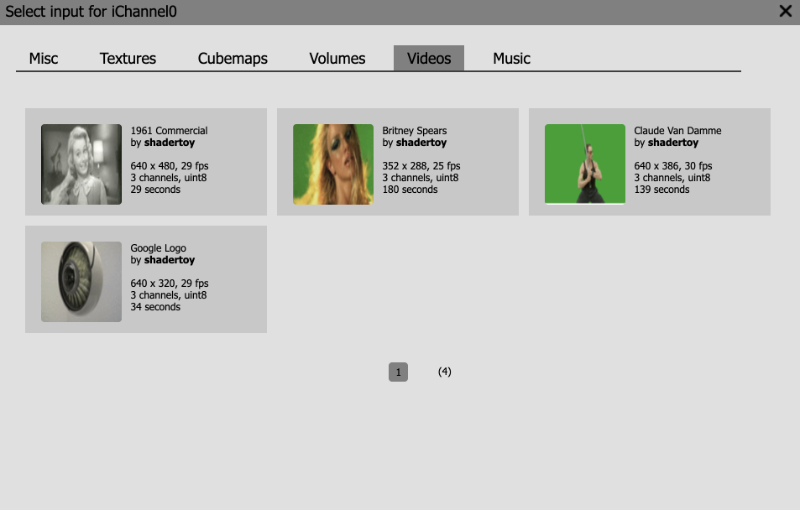 Select input for iChannel0
Misc Textures Cubemaps Volumes Videos Music
1961 Commercial
by shadertoy
640 x 480, 29 fps
3 channels, uint8
29 seconds
Britney Spears
by shadertoy
352 x 288, 25 fps
3 channels, uint8
180 seconds
Claude Van Damme
by shadertoy
640 x 386, 30 fps
3 channels, uint8
139 seconds
Google Logo
by shadertoy
640 x 320, 29 fps
3 channels, uint8
34 seconds
1 (4)